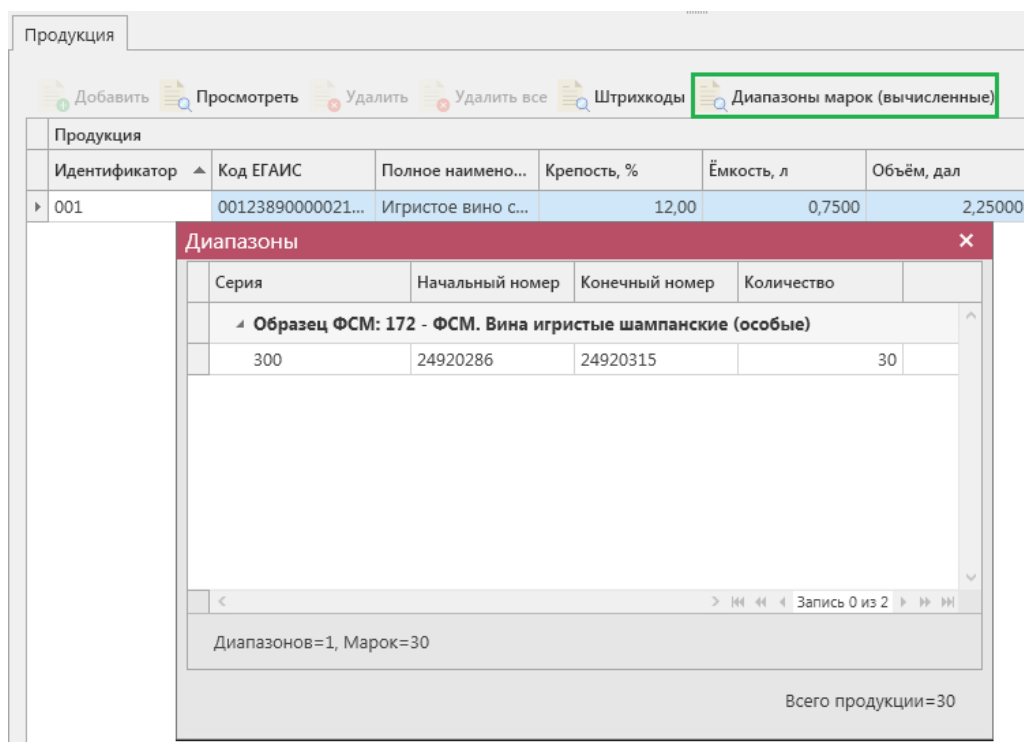 Продукция
Добавить Просмотреть Удалить Удалить все Штрихкоды Диапазоны марок (вычисленные)
Продукция
Идентификатор Код ЕГАИС Полное наимено... Крепость, % Ёмкость, л Объём, дал
001 00123890000021... Игристое вино с... 12,00 0,7500 2,25000
Диапазоны
Серия Начальный номер Конечный номер Количество
Образец ФСМ: 172 - ФСМ. Вина игристые шампанские (особые)
300 24920286 24920315 30
Запись 0 из 2
Диапазонов=1, Марок=30
Всего продукции=30